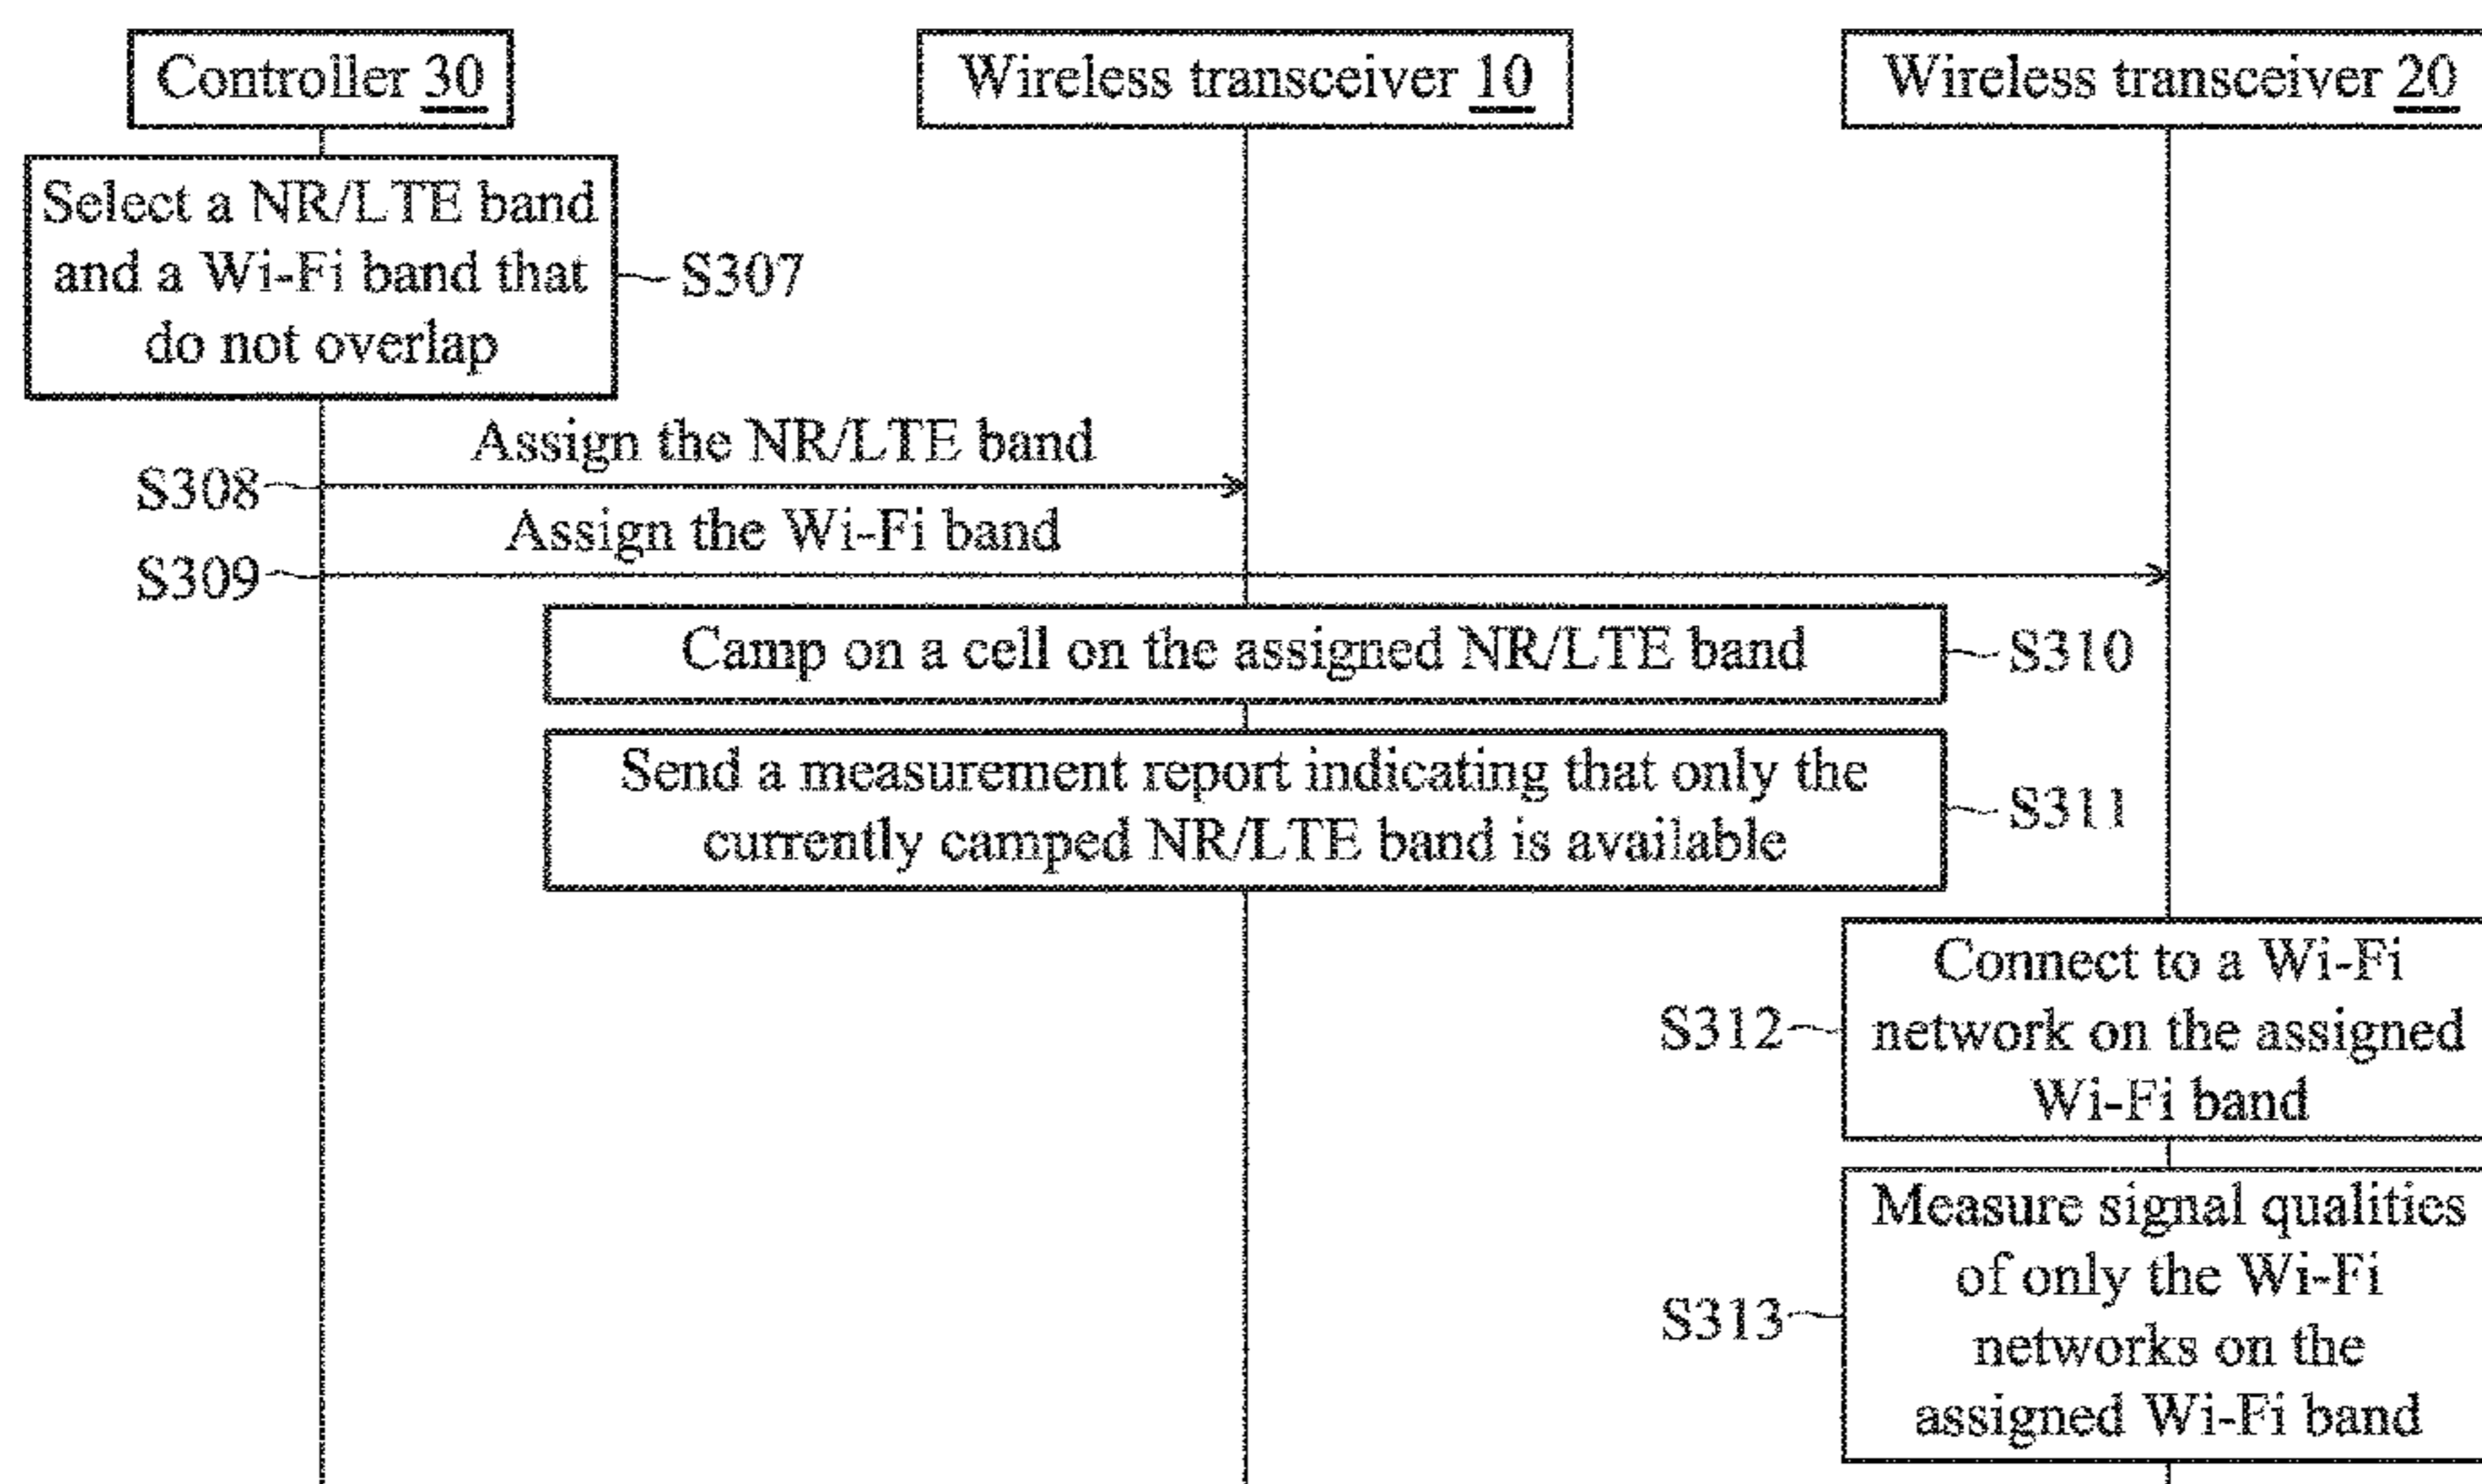 Controller 30
Wireless transceiver 10
Wireless transceiver 20
Select a NR/LTE band
and a Wi-Fi band that
do not overlap
S307
Assign the NR/LTE band
S308
Assign the Wi-Fi band
S309
Camp on a cell on the assigned NR/LTE band
S310
Send a measurement report indicating that only the
currently camped NR/LTE band is available
S311
Connect to a Wi-Fi
network on the assigned
Wi-Fi band
S312
Measure signal qualities
of only the Wi-Fi
networks on the
assigned Wi-Fi band
S313